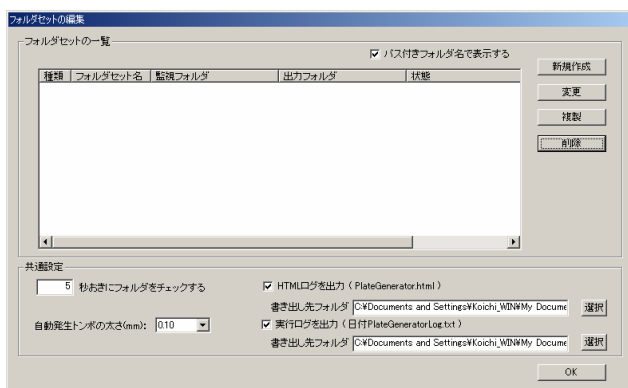 フォルダセットの編集
フォルダセットの一覧
パス付きフォルダ名で表示する
新規作成
種類 フォルダセット名 監視フォルダ 出力フォルダ 状態
変更
複製
削除
共通設定
5 秒おきにフォルダをチェックする
HTMLログを出力 ( PlateGenerator.html )
書き出し先フォルダ C:¥Documents and Settings¥Koichi_WIN¥My Docume 選択
自動発生トンボの太さ(mm): 0.10
実行ログを出力 ( 日付PlateGeneratorLog.txt )
書き出し先フォルダ C:¥Documents and Settings¥Koichi_WIN¥My Docume 選択
OK